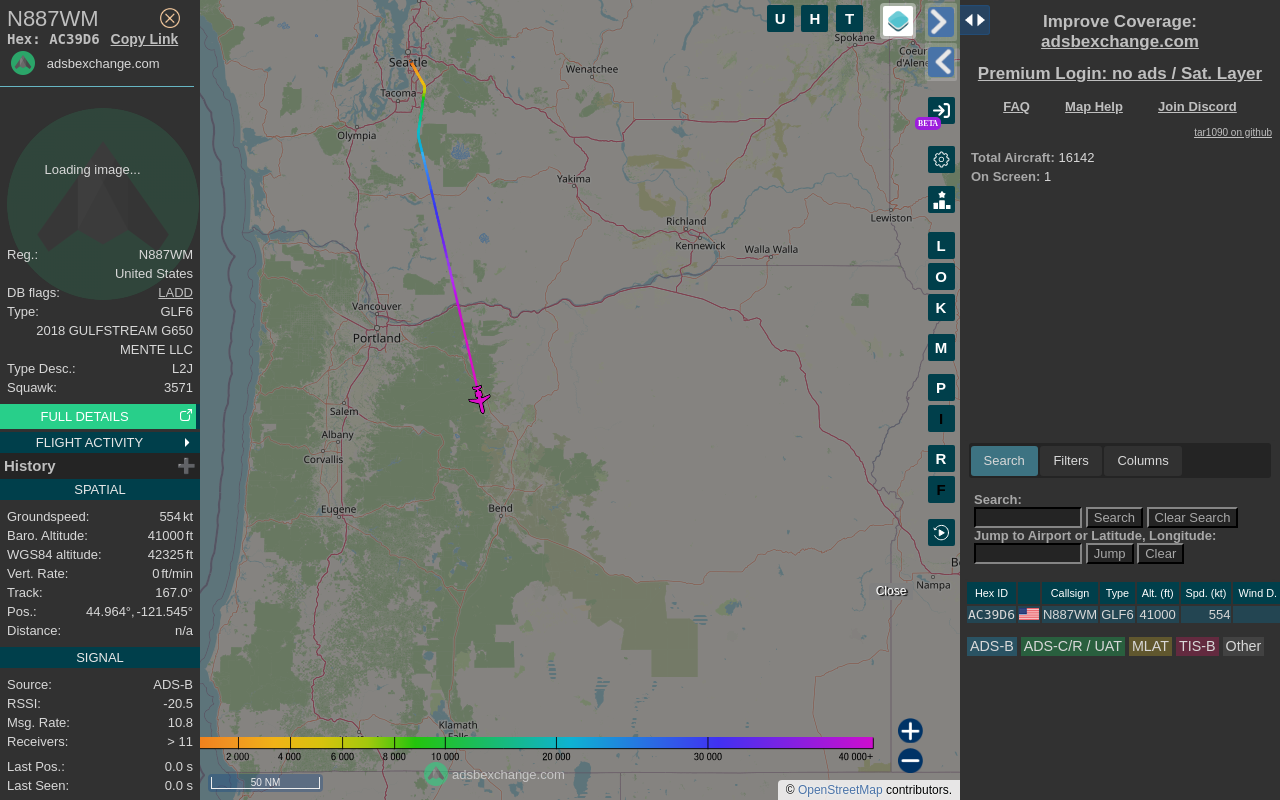 N887WM
Hex: AC39D6 Copy Link
adsbexchange.com
Loading image...
Reg.: N887WM
United States
DB flags: LADD
Type: GLF6
2018 GULFSTREAM G650
MENTE LLC
Type Desc.: L2J
Squawk: 3571
FULL DETAILS
FLIGHT ACTIVITY
History
SPATIAL
Groundspeed: 554 kt
Baro. Altitude: 41000 ft
WGS84 altitude: 42325 ft
Vert. Rate: 0 ft/min
Track: 167.0°
Pos.: 44.964°, -121.545°
Distance: n/a
SIGNAL
Source: ADS-B
RSSI: -20.5
Msg. Rate: 10.8
Receivers: > 11
Last Pos.: 0.0 s
Last Seen: 0.0 s
U H T
Spokane
Coeur
d'Alene
Seattle
Wenatchee
Tacoma
BETA
Olympia
Yakima
Lewiston
Richland
Kennewick
Walla Walla
L
O
K
M
P
I
R
F
Vancouver
Portland
Salem
Albany
Corvallis
Eugene
Bend
Bo
Nampa
Close
Klamath
Falls
2 000 4 000 6 000 8 000 10 000 20 000 30 000 40 000+
adsbexchange.com
50 NM
© OpenStreetMap contributors.
Improve Coverage:
adsbexchange.com
Premium Login: no ads / Sat. Layer
FAQ Map Help Join Discord
tar1090 on github
Total Aircraft: 16142
On Screen: 1
Search Filters Columns
Search:
Search Clear Search
Jump to Airport or Latitude, Longitude:
Jump Clear
Hex ID Callsign Type Alt. (ft) Spd. (kt) Wind D.
AC39D6 N887WM GLF6 41000 554
ADS-B ADS-C/R / UAT MLAT TIS-B Other